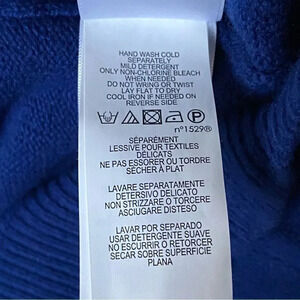 HAND WASH COLD
SEPARATELY
MILD DETERGENT
ONLY NON-CHLORINE BLEACH
WHEN NEEDED
DO NOT WRING OR TWIST
LAY FLAT TO DRY
COOL IRON IF NEEDED ON
REVERSE SIDE
nº1529®
SÉPARÉMENT
LESSIVE POUR TEXTILES
DÉLICATS
NE PAS ESSORER OU TORDRE
SÉCHER À PLAT
LAVARE SEPARATAMENTE
DETERSIVO DELICATO
NON STRIZZARE O TORCERE
ASCIUGARE DISTESO
LAVAR POR SEPARADO
USAR DETERGENTE SUAVE
NO ESCURRIR O RETORCER
SECAR SOBRE SUPERFICIE
PLANA